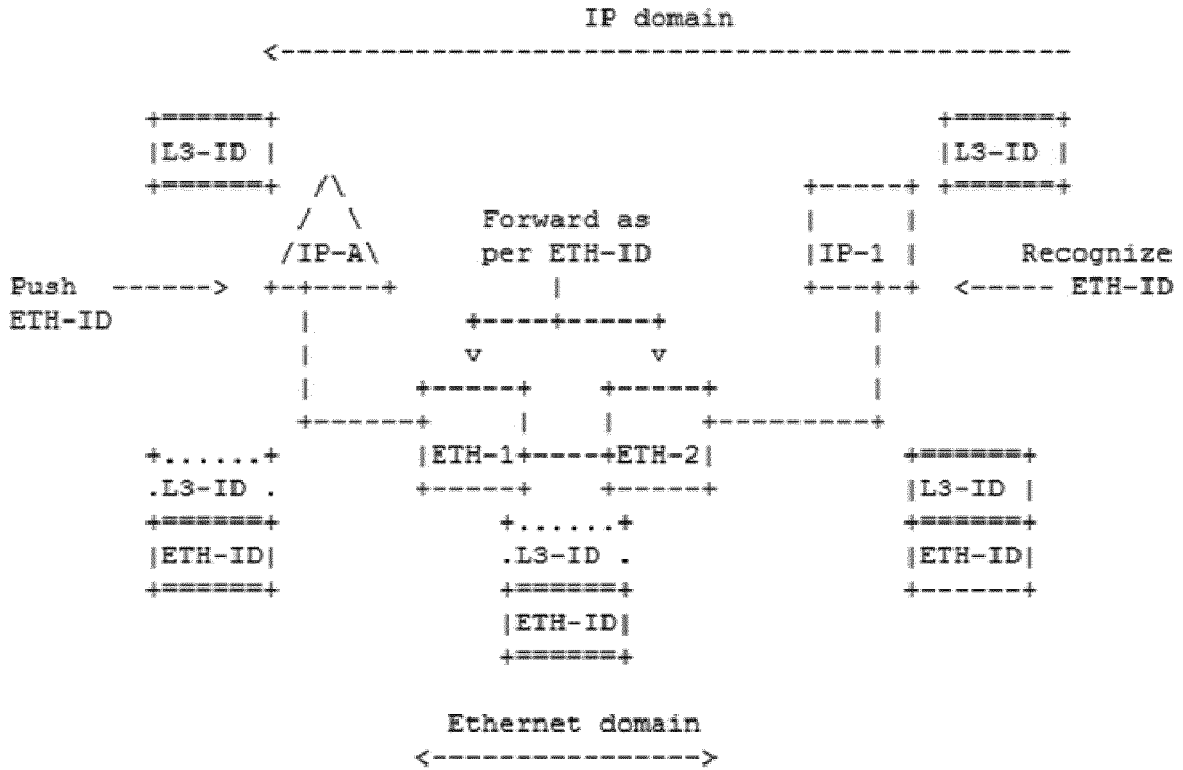 IP domain
<----------------------------------------------->
+======+ +======+
|L3-ID | |L3-ID |
+======+ /\ +-----+ +======+
/ \ Forward as | |
/IP-A\ per ETH-ID |IP-1 | Recognize
Push ------> +-+----+ | +---+-+ <----- ETH-ID
ETH-ID | +----+-----+ |
| v v |
| +-----+ +-----+ |
+------+ | | +----------+
+......+ |ETH-1+----+ETH-2| +======+
.L3-ID . +-----+ +-----+ |L3-ID |
+======+ +......+ +======+
|ETH-ID| .L3-ID . |ETH-ID|
+======+ +======+ +------+
|ETH-ID|
+======+
Ethernet domain
<---------------->